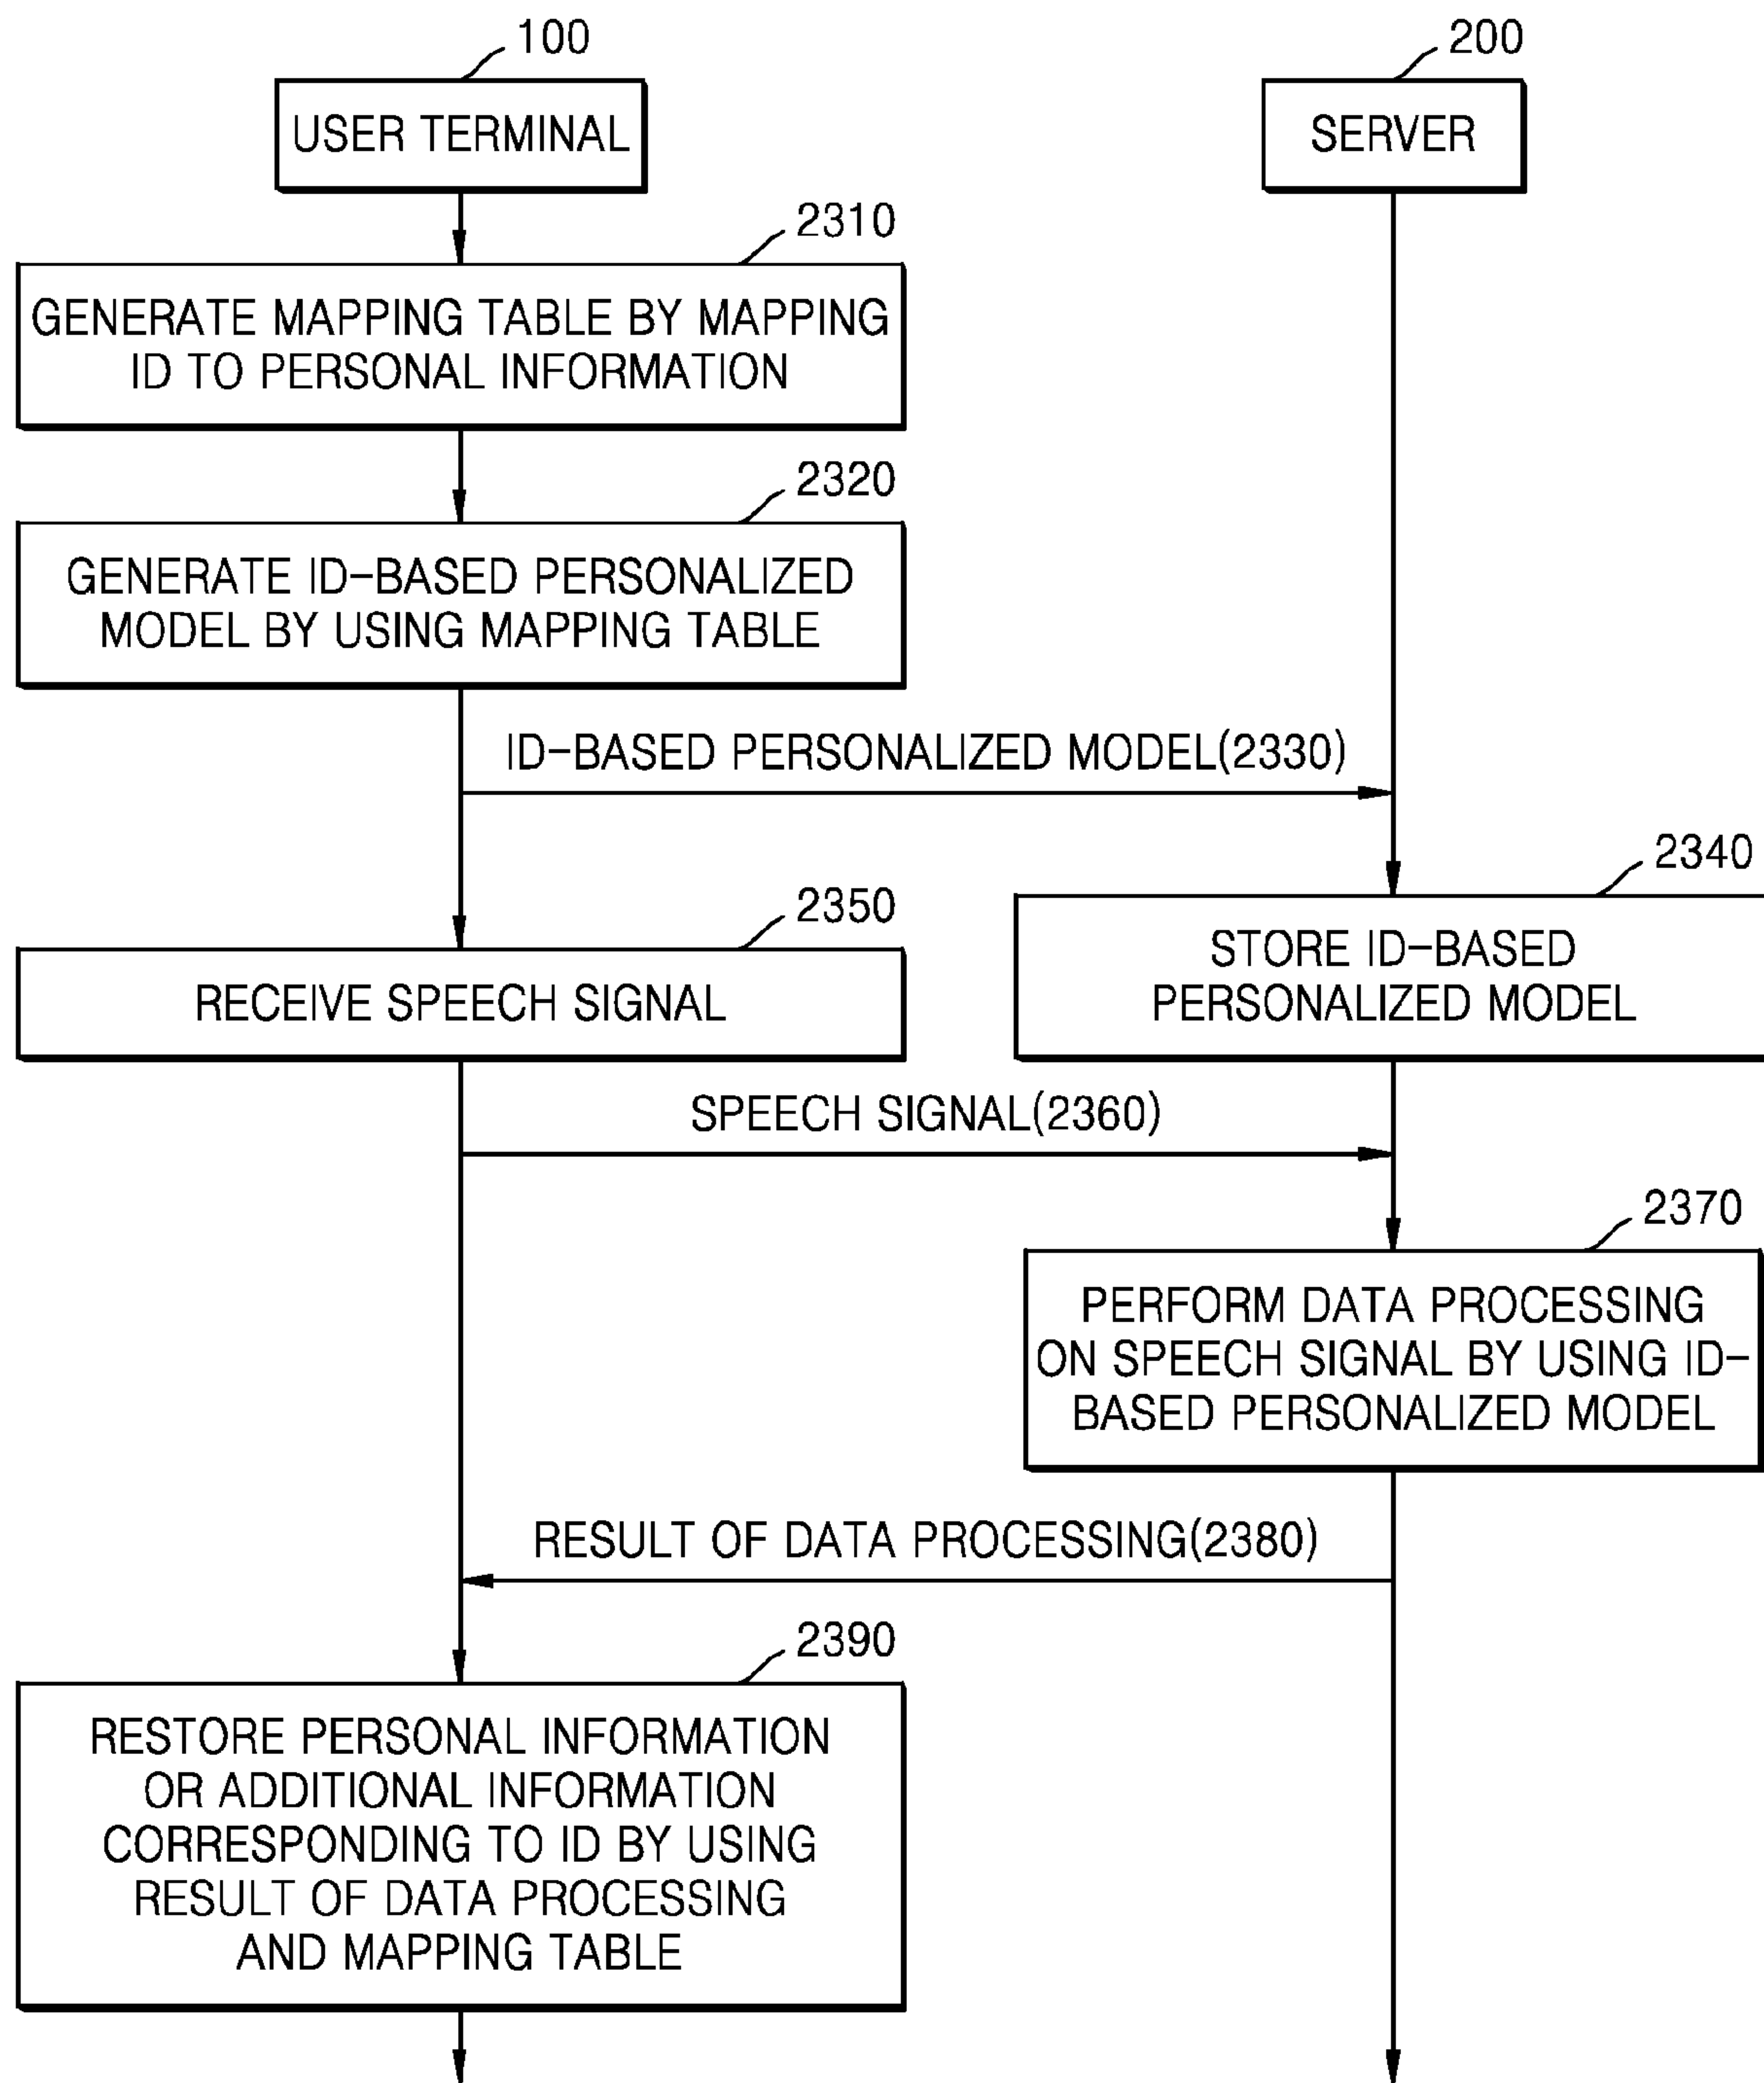 100
200
USER TERMINAL
SERVER
2310
GENERATE MAPPING TABLE BY MAPPING
ID TO PERSONAL INFORMATION
2320
GENERATE ID-BASED PERSONALIZED
MODEL BY USING MAPPING TABLE
ID-BASED PERSONALIZED MODEL(2330)
2340
STORE ID-BASED
PERSONALIZED MODEL
2350
RECEIVE SPEECH SIGNAL
SPEECH SIGNAL(2360)
2370
PERFORM DATA PROCESSING
ON SPEECH SIGNAL BY USING ID-
BASED PERSONALIZED MODEL
RESULT OF DATA PROCESSING(2380)
2390
RESTORE PERSONAL INFORMATION
OR ADDITIONAL INFORMATION
CORRESPONDING TO ID BY USING
RESULT OF DATA PROCESSING
AND MAPPING TABLE